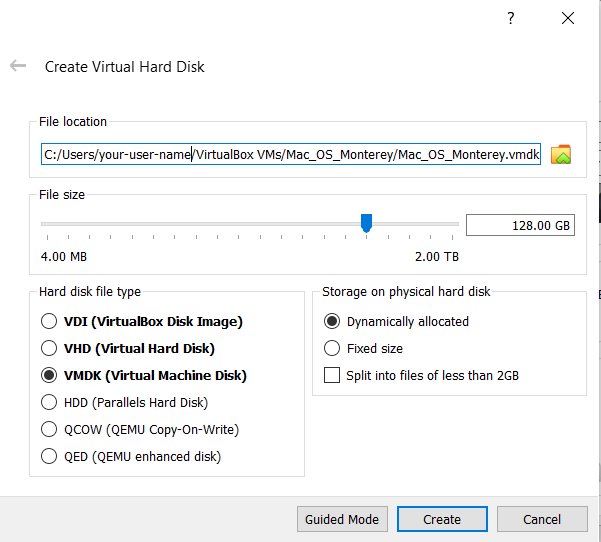 ?
Create Virtual Hard Disk
File location
C:/Users/your-user-name/VirtualBox VMs/Mac_OS_Monterey/Mac_OS_Monterey.vmdk
File size
128.00 GB
4.00 MB 2.00 TB
Hard disk file type
VDI (VirtualBox Disk Image)
VHD (Virtual Hard Disk)
VMDK (Virtual Machine Disk)
HDD (Parallels Hard Disk)
QCOW (QEMU Copy-On-Write)
QED (QEMU enhanced disk)
Storage on physical hard disk
Dynamically allocated
Fixed size
Split into files of less than 2GB
Guided Mode Create Cancel